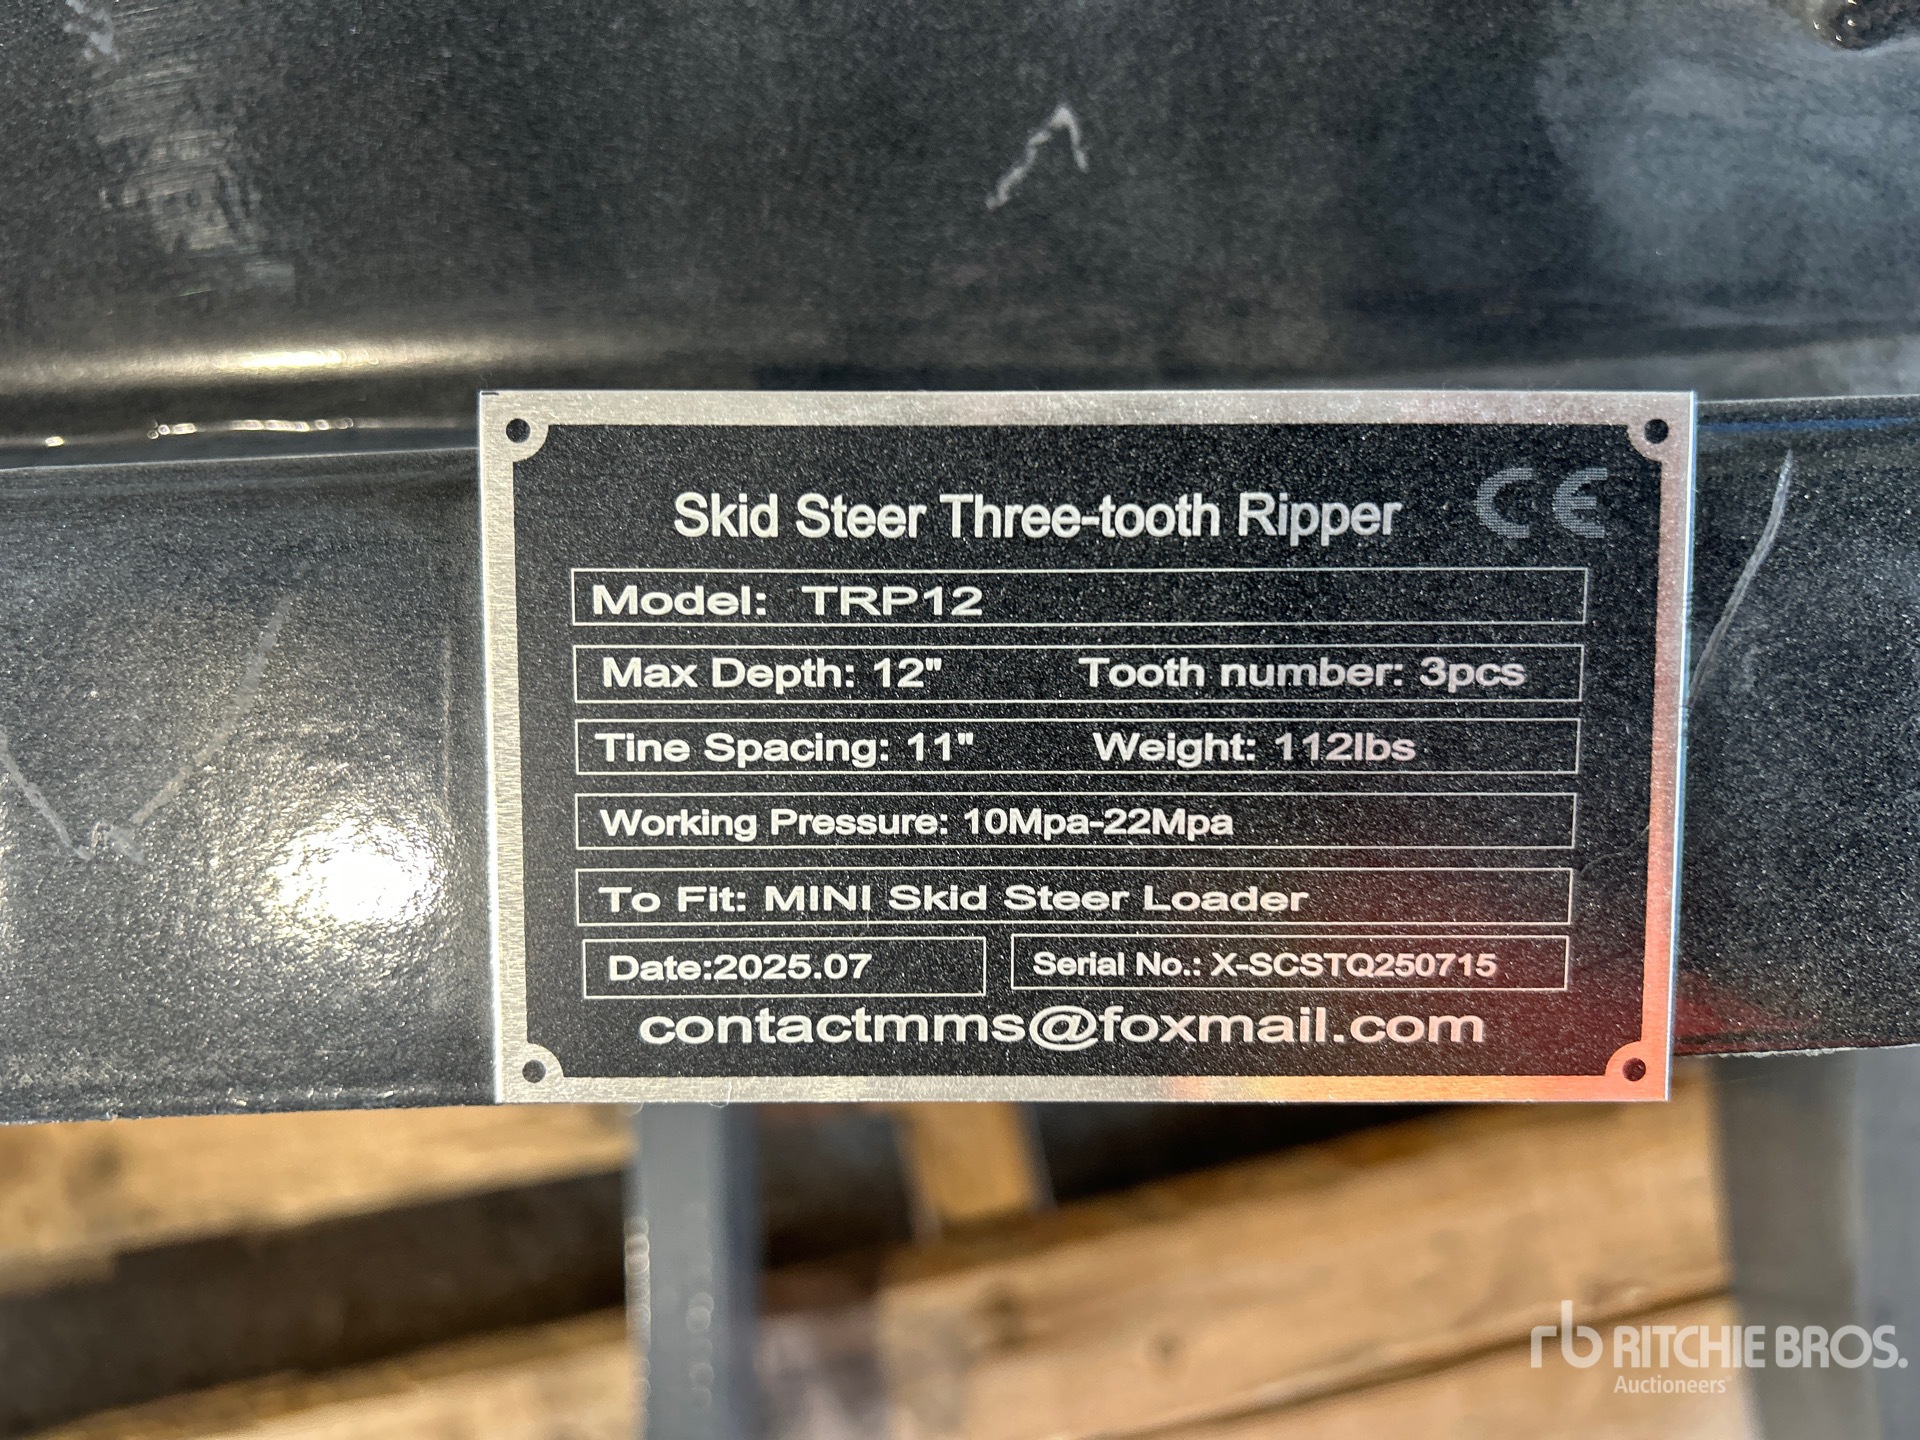 Skid Steer Three-tooth Ripper CE
Model: TRP12
Max Depth: 12" Tooth number: 3pcs
Tine Spacing: 11" Weight: 112lbs
Working Pressure: 10Mpa-22Mpa
To Fit: MINI Skid Steer Loader
Date:2025.07 Serial No.: X-SCSTQ250715
contactmms@foxmail.com
rb RITCHIE BROS.
Auctioneers